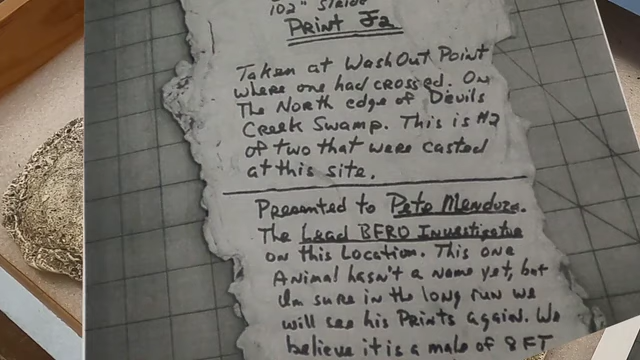 102" Stride
PRINT J2
Taken at WashOut Point
where one had crossed. On
The North edge of Devils
Creek Swamp. This is #2
of two that were casted
at this site.
Presented to Pete Mendoza.
The Lead BFRO Investigator
on this Location. This one
Animal hasn't a name yet, but
Im sure in the long run we
will see his Prints again. We
believe it is a male of 8 FT